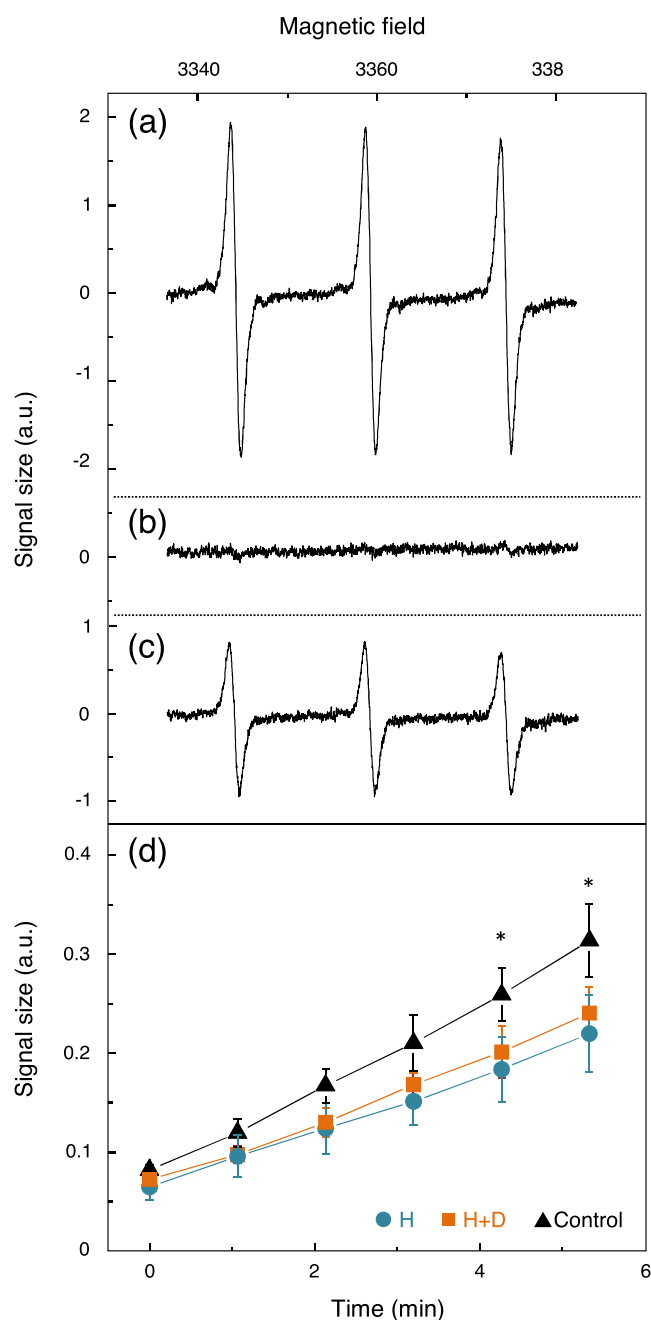 Magnetic field
3340 3360 338
(a)
2
1
0
-1
-2
Signal size (a.u.)
(b)
0
(c)
1
0
-1
(d)
0.4
0.3
0.2
0.1
0
Signal size (a.u.)
* *
H H+D Control
0 2 4 6
Time (min)